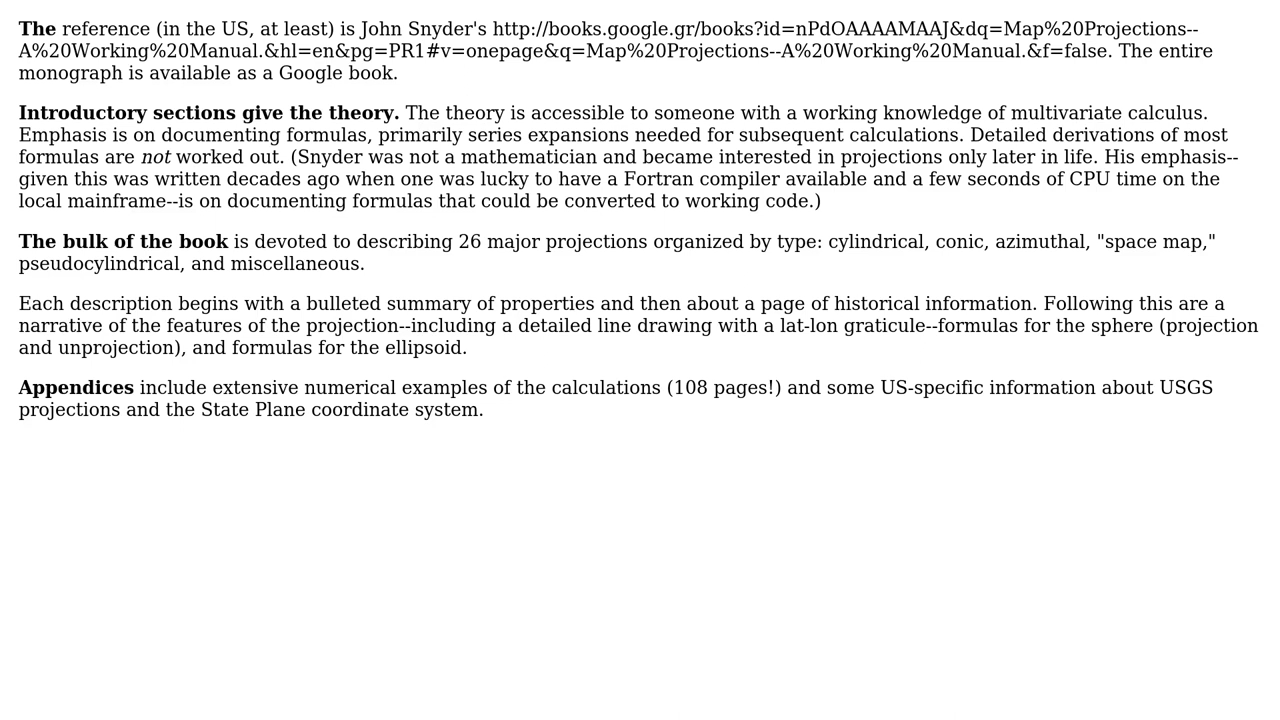 The reference (in the US, at least) is John Snyder's http://books.google.gr/books?id=nPdOAAAAMAAJ&dq=Map%20Projections--
A%20Working%20Manual.&hl=en&pg=PR1#v=onepage&q=Map%20Projections--A%20Working%20Manual.&f=false. The entire
monograph is available as a Google book.
Introductory sections give the theory. The theory is accessible to someone with a working knowledge of multivariate calculus.
Emphasis is on documenting formulas, primarily series expansions needed for subsequent calculations. Detailed derivations of most
formulas are not worked out. (Snyder was not a mathematician and became interested in projections only later in life. His emphasis--
given this was written decades ago when one was lucky to have a Fortran compiler available and a few seconds of CPU time on the
local mainframe--is on documenting formulas that could be converted to working code.)
The bulk of the book is devoted to describing 26 major projections organized by type: cylindrical, conic, azimuthal, "space map,"
pseudocylindrical, and miscellaneous.
Each description begins with a bulleted summary of properties and then about a page of historical information. Following this are a
narrative of the features of the projection--including a detailed line drawing with a lat-lon graticule--formulas for the sphere (projection
and unprojection), and formulas for the ellipsoid.
Appendices include extensive numerical examples of the calculations (108 pages!) and some US-specific information about USGS
projections and the State Plane coordinate system.